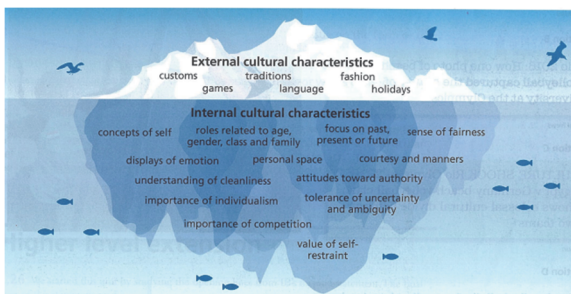 External cultural characteristics
customs traditions fashion
games language holidays
Internal cultural characteristics
concepts of self roles related to age, gender, class and family focus on past, present or future sense of fairness
displays of emotion personal space courtesy and manners
understanding of cleanliness attitudes toward authority
importance of individualism tolerance of uncertainty and ambiguity
importance of competition
value of self-
restraint